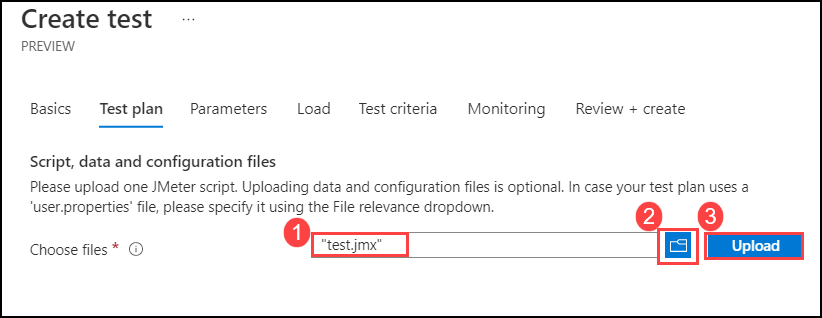 Create test ...
PREVIEW
Basics Test plan Parameters Load Test criteria Monitoring Review + create
Script, data and configuration files
Please upload one JMeter script. Uploading data and configuration files is optional. In case your test plan uses a
'user.properties' file, please specify it using the File relevance dropdown.
2 3
Choose files * i 1 "test.jmx" Upload